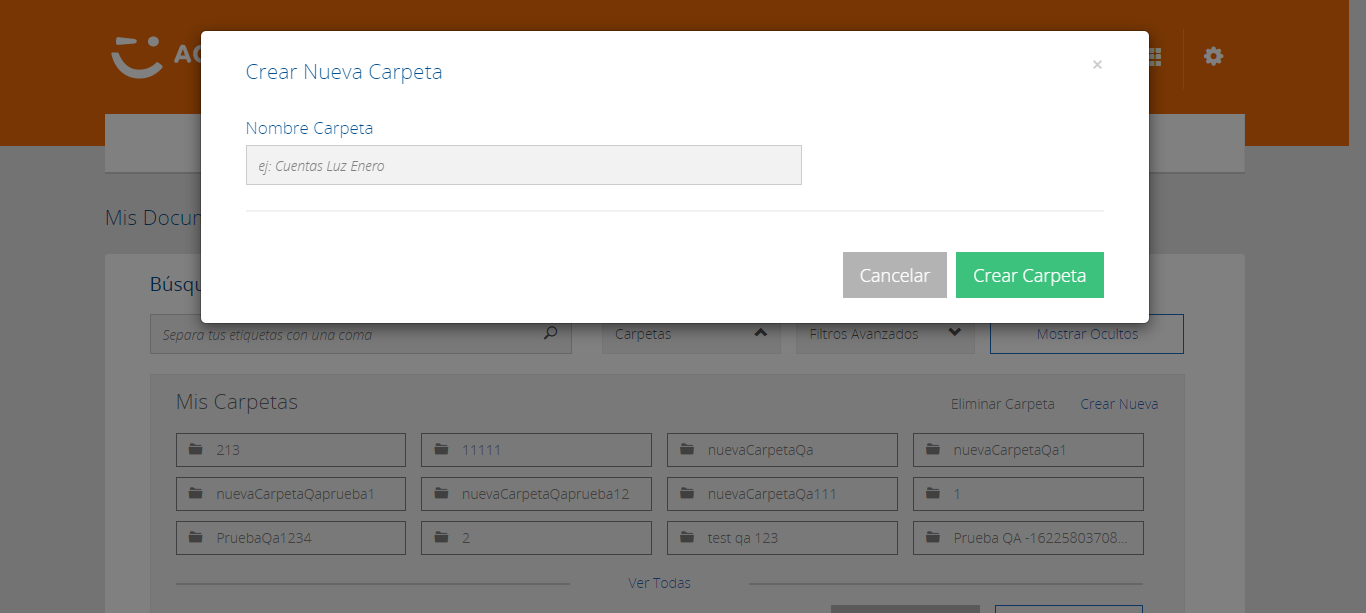 Crear Nueva Carpeta
×
Nombre Carpeta
ej: Cuentas Luz Enero
Cancelar
Crear Carpeta
Mis
Separa tus etiquetas con una coma
Carpetas
Filtros Avanzados
Mostrar Ocultos
Mis Carpetas
Eliminar Carpeta
Crear Nueva
213
11111
nuevaCarpetaQa
nuevaCarpetaQa1
nuevaCarpetaQaprueba1
nuevaCarpetaQaprueba12
nuevaCarpetaQa111
1
PruebaQa1234
2
test qa 123
Prueba QA -16225803708...
Ver Todas